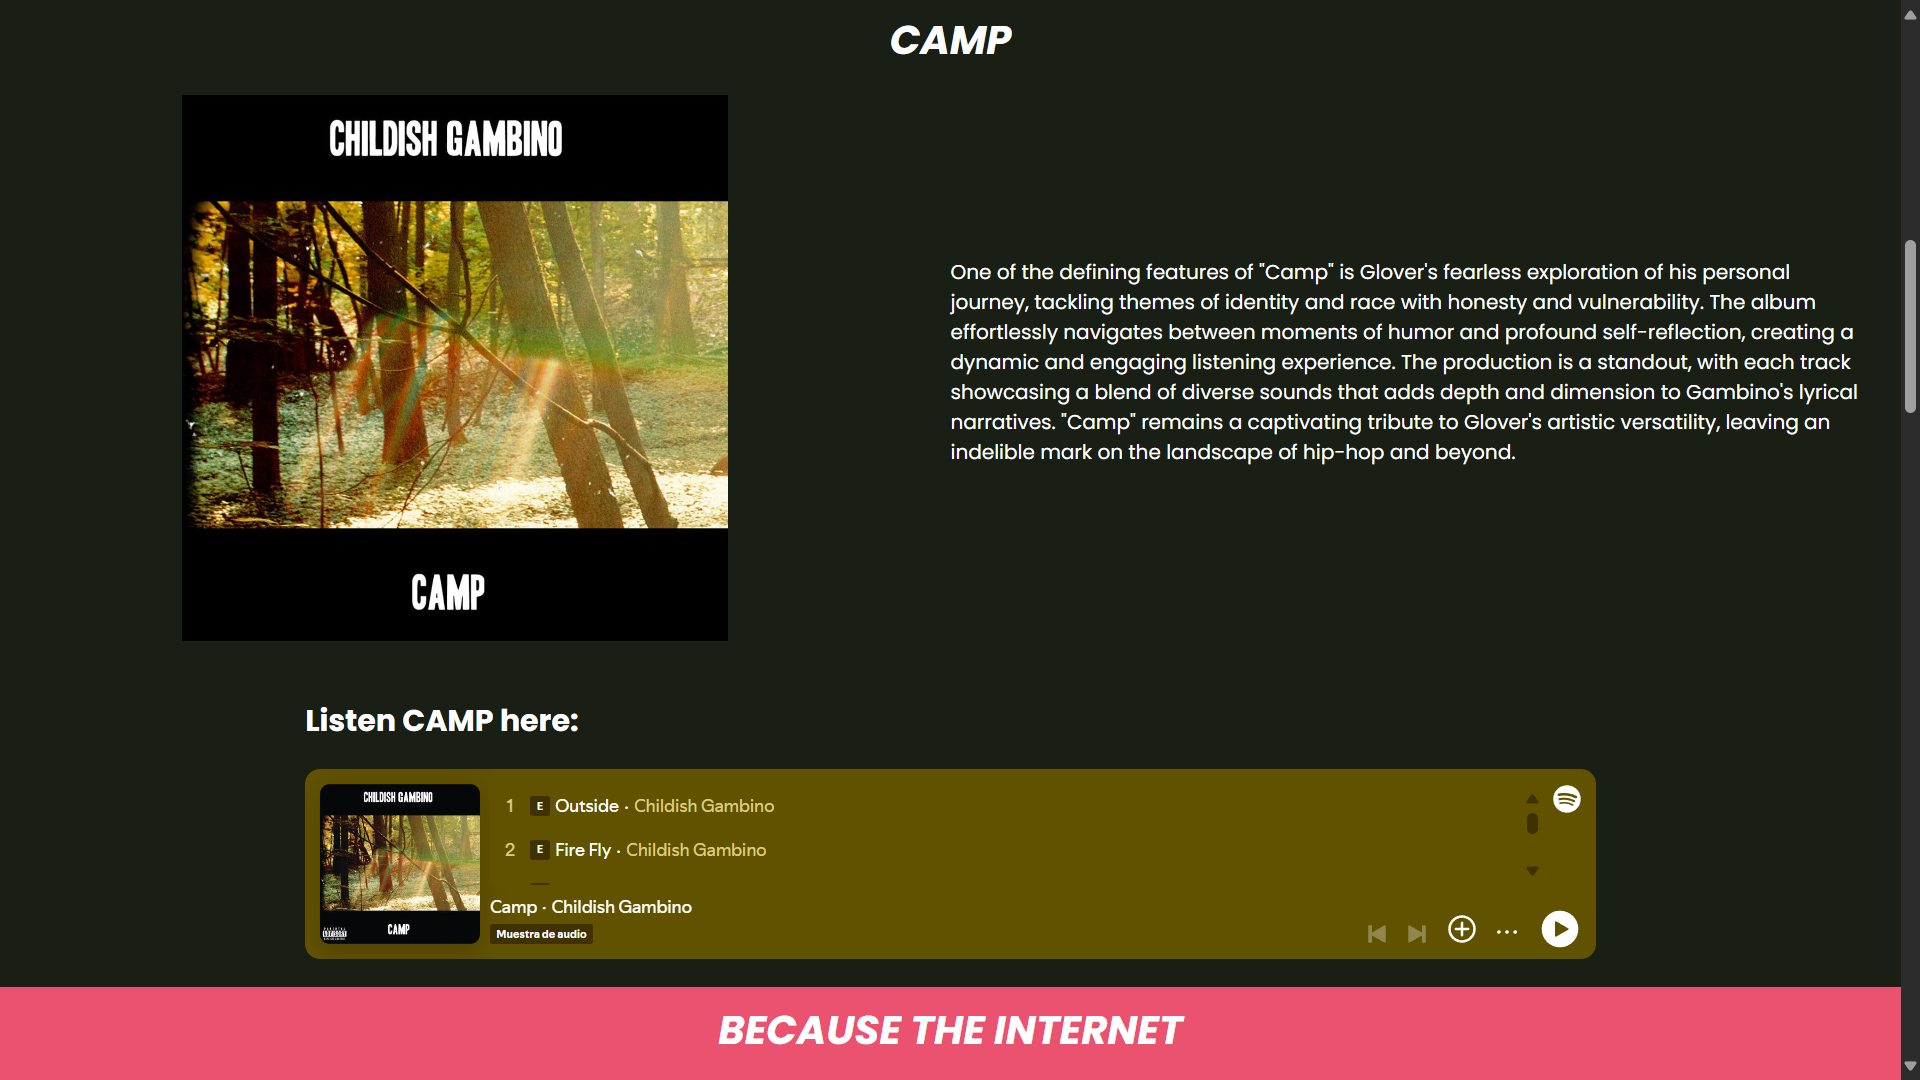 CAMP
CHILDISH GAMBINO
CAMP
One of the defining features of "Camp" is Glover's fearless exploration of his personal
journey, tackling themes of identity and race with honesty and vulnerability. The album
effortlessly navigates between moments of humor and profound self-reflection, creating a
dynamic and engaging listening experience. The production is a standout, with each track
showcasing a blend of diverse sounds that adds depth and dimension to Gambino's lyrical
narratives. "Camp" remains a captivating tribute to Glover's artistic versatility, leaving an
indelible mark on the landscape of hip-hop and beyond.
Listen CAMP here:
CHILDISH GAMBINO
CAMP
1 E Outside · Childish Gambino
2 E Fire Fly · Childish Gambino
Camp · Childish Gambino
Muestra de audio
BECAUSE THE INTERNET